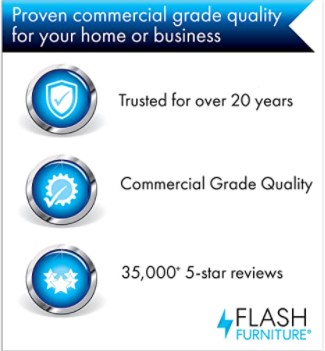 Proven commercial grade quality
for your home or business
Trusted for over 20 years
Commercial Grade Quality
35,000+ 5-star reviews
FLASH
FURNITURE®